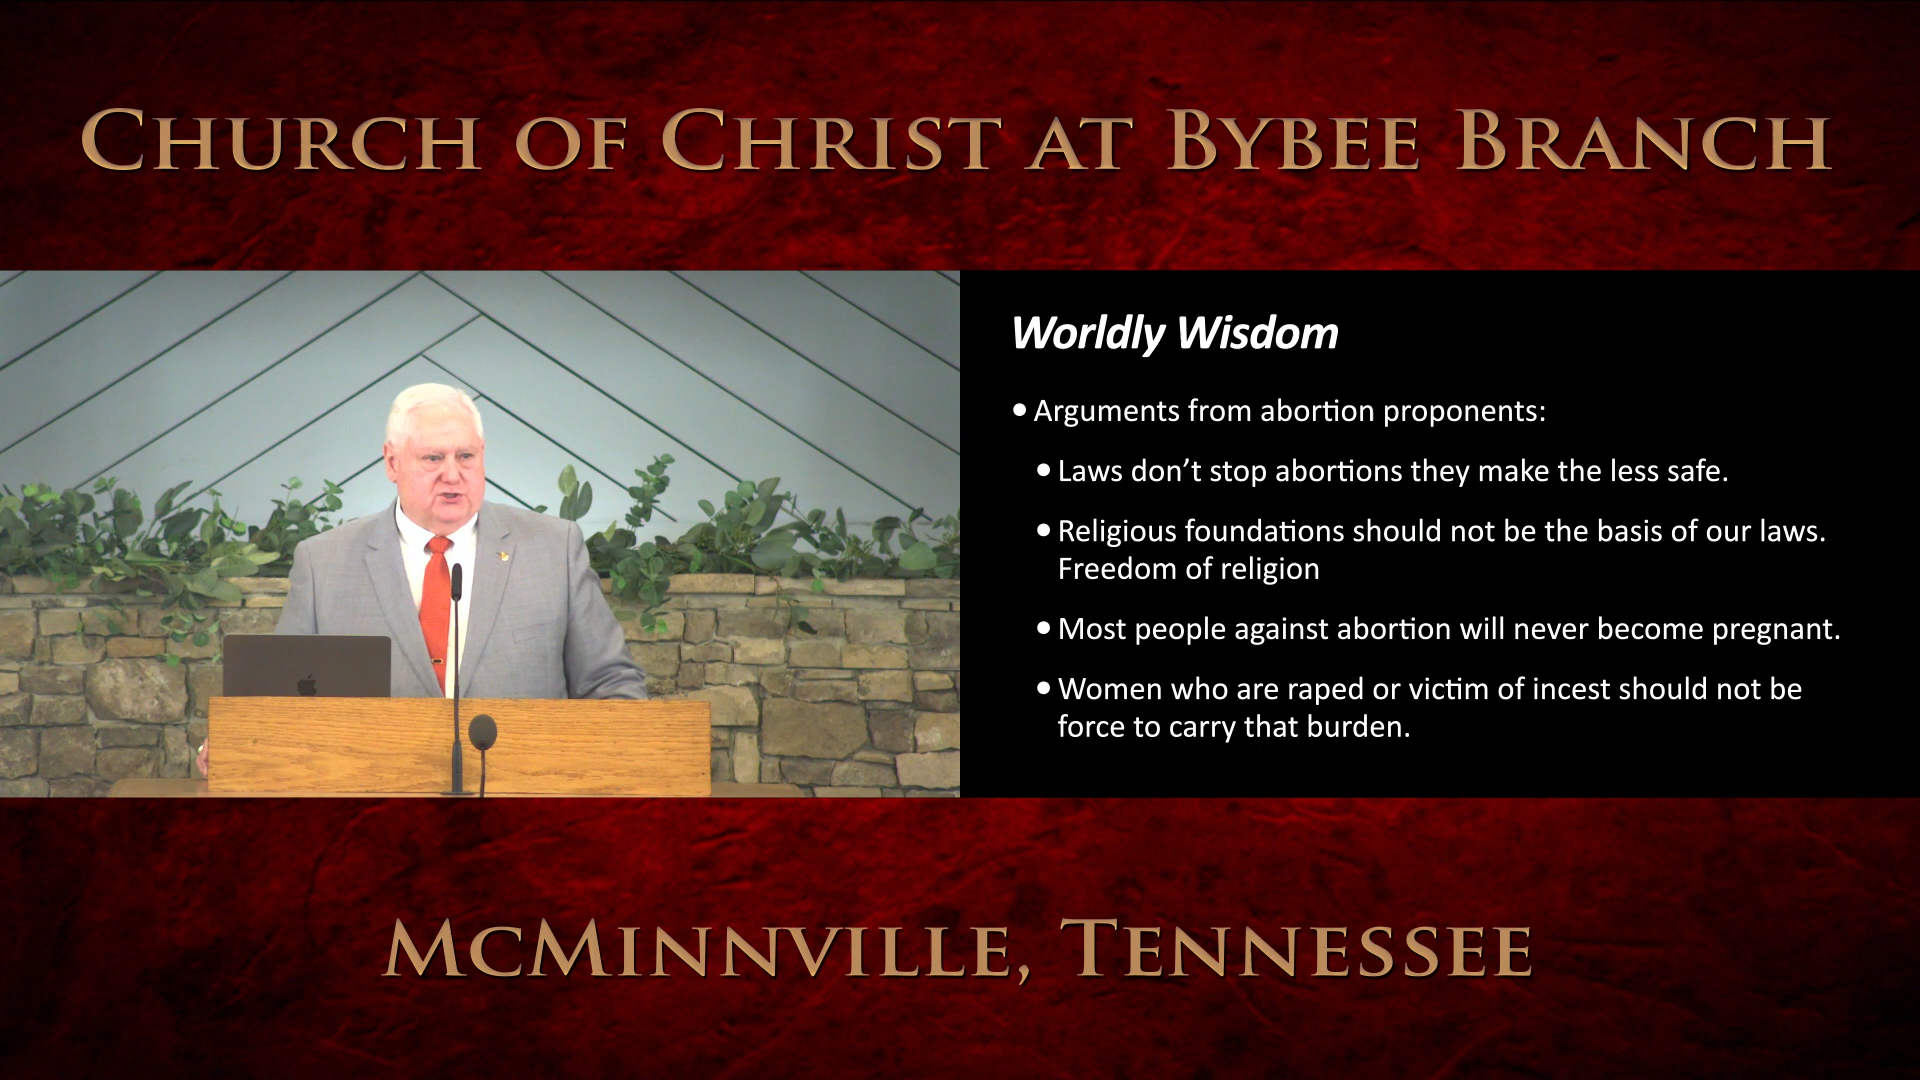 Church of Christ at Bybee Branch
Worldly Wisdom
• Arguments from abortion proponents:
• Laws don’t stop abortions they make the less safe.
• Religious foundations should not be the basis of our laws.
Freedom of religion
• Most people against abortion will never become pregnant.
• Women who are raped or victim of incest should not be
force to carry that burden.
McMinnville, Tennessee